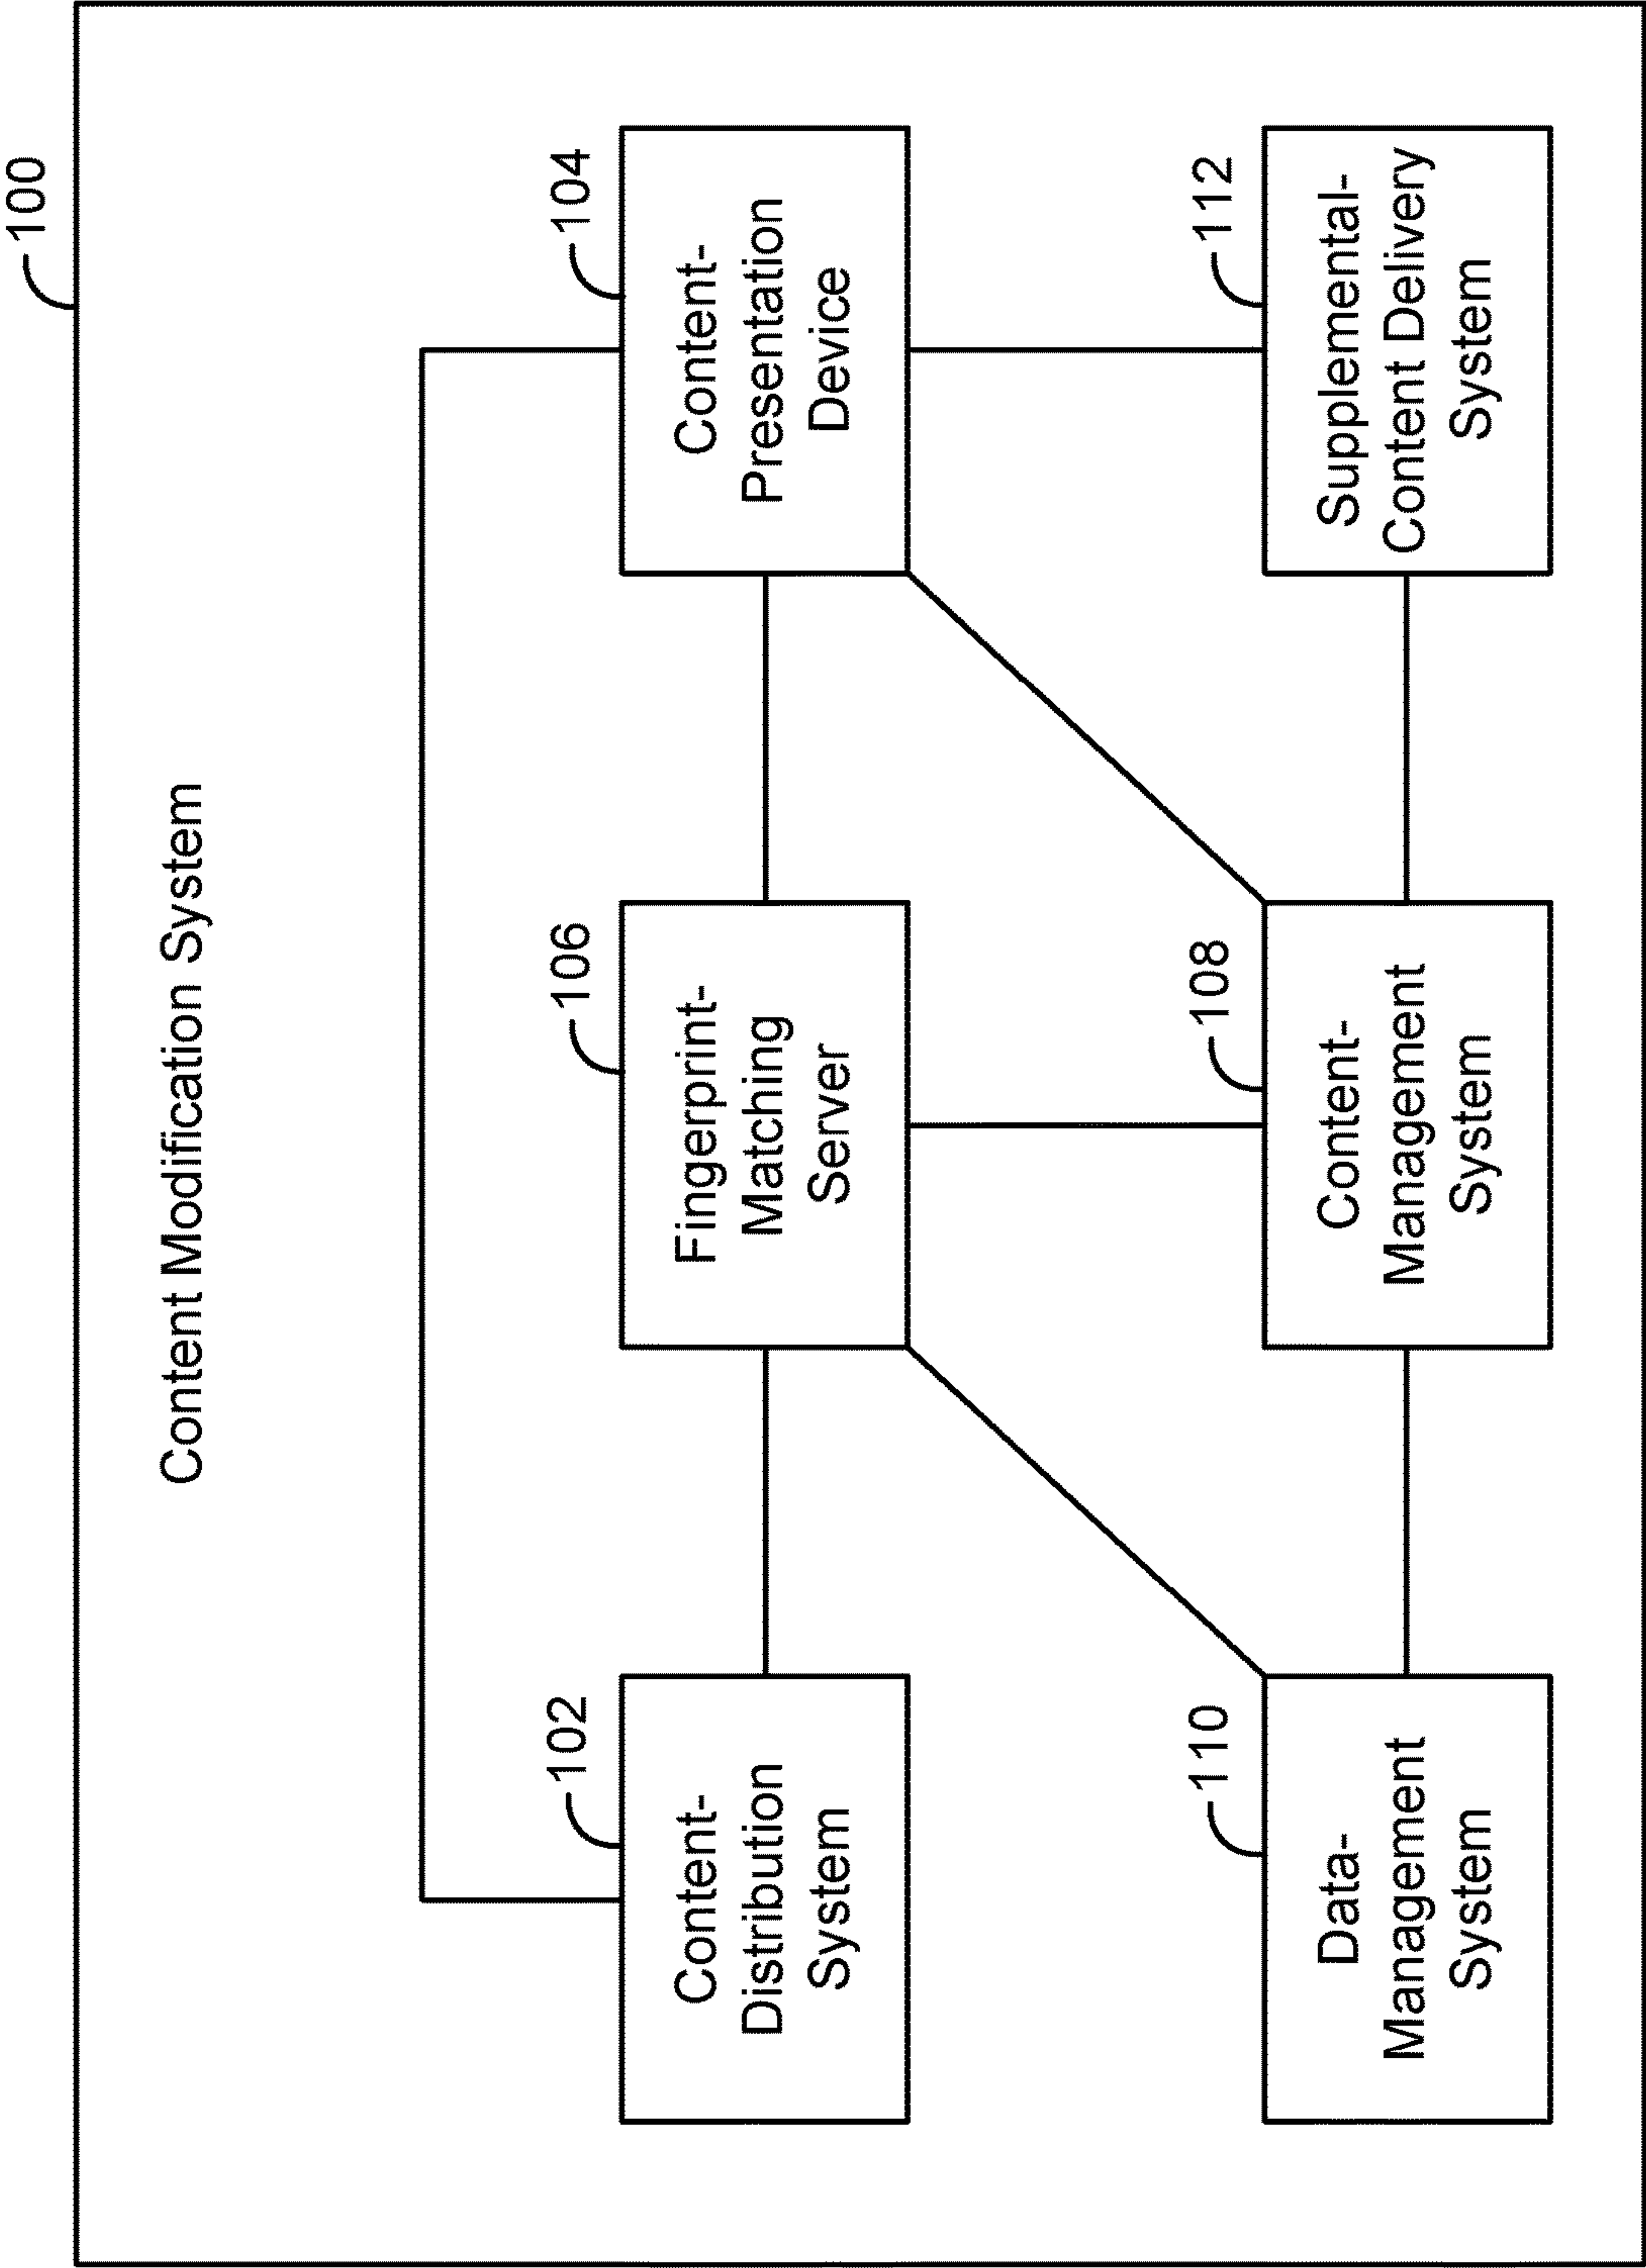 100
Content Modification System
102
Content-
Distribution
System
106
Fingerprint-
Matching
Server
104
Content-
Presentation
Device
110
Data-
Management
System
108
Content-
Management
System
112
Supplemental-
Content Delivery
System